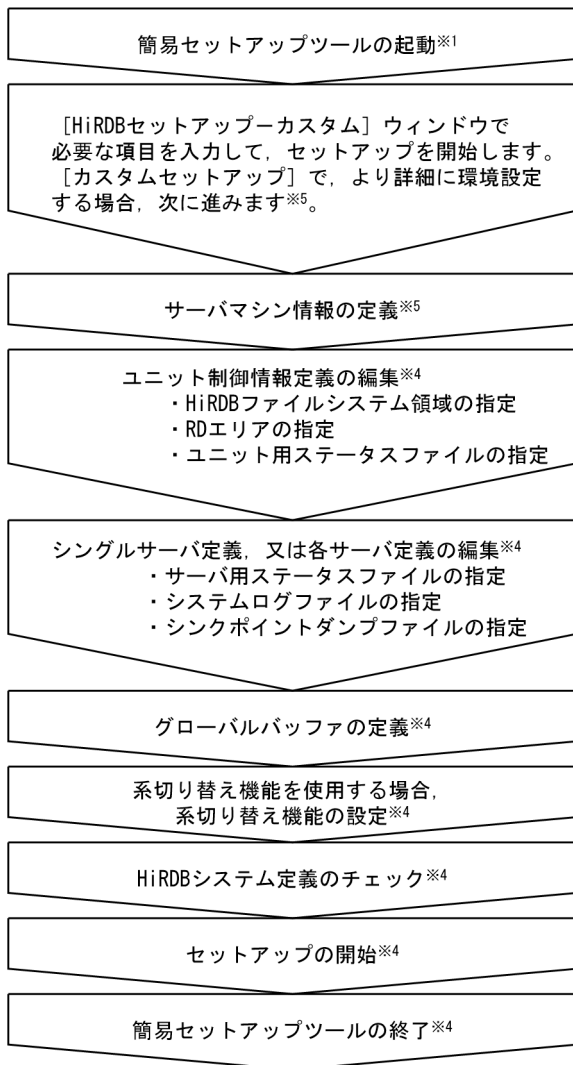 簡易セットアップツールの起動※1
［HiRDBセットアップーカスタム］ウィンドウで
必要な項目を入力して，セットアップを開始します。
［カスタムセットアップ］で，より詳細に環境設定
する場合，次に進みます※5。
サーバマシン情報の定義※5
ユニット制御情報定義の編集※4
・HiRDBファイルシステム領域の指定
・RDエリアの指定
・ユニット用ステータスファイルの指定
シングルサーバ定義，又は各サーバ定義の編集※4
・サーバ用ステータスファイルの指定
・システムログファイルの指定
・シンクポイントダンプファイルの指定
グローバルバッファの定義※4
系切り替え機能を使用する場合，
系切り替え機能の設定※4
HiRDBシステム定義のチェック※4
セットアップの開始※4
簡易セットアップツールの終了※4